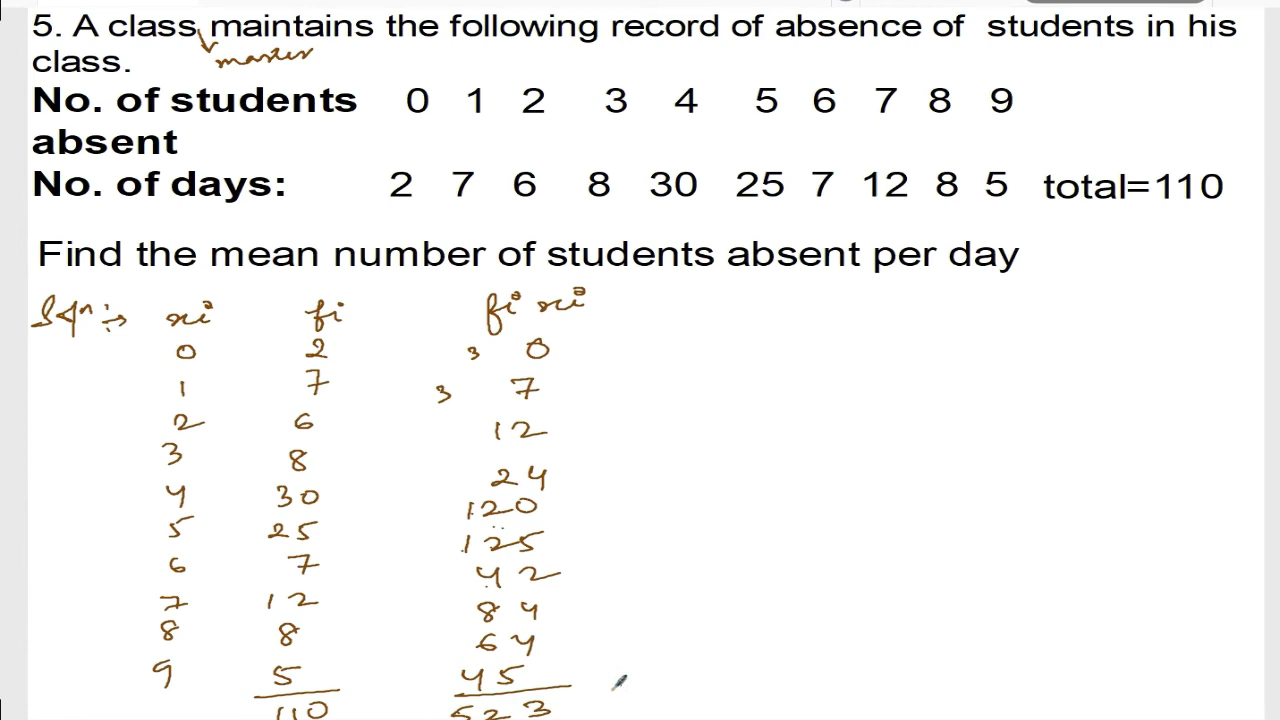 5. A class maintains the following record of absence of students in his
master
class.
No. of students 0 1 2 3 4 5 6 7 8 9
absent
No. of days: 2 7 6 8 30 25 7 12 8 5 total=110
Find the mean number of students absent per day
Solⁿ :→ xi fi fi xi
0 2 3 0
1 7 3 7
2 6 12
3 8 24
4 30 120
5 25 125
6 7 42
7 12 84
8 8 64
9 5 45
110 523